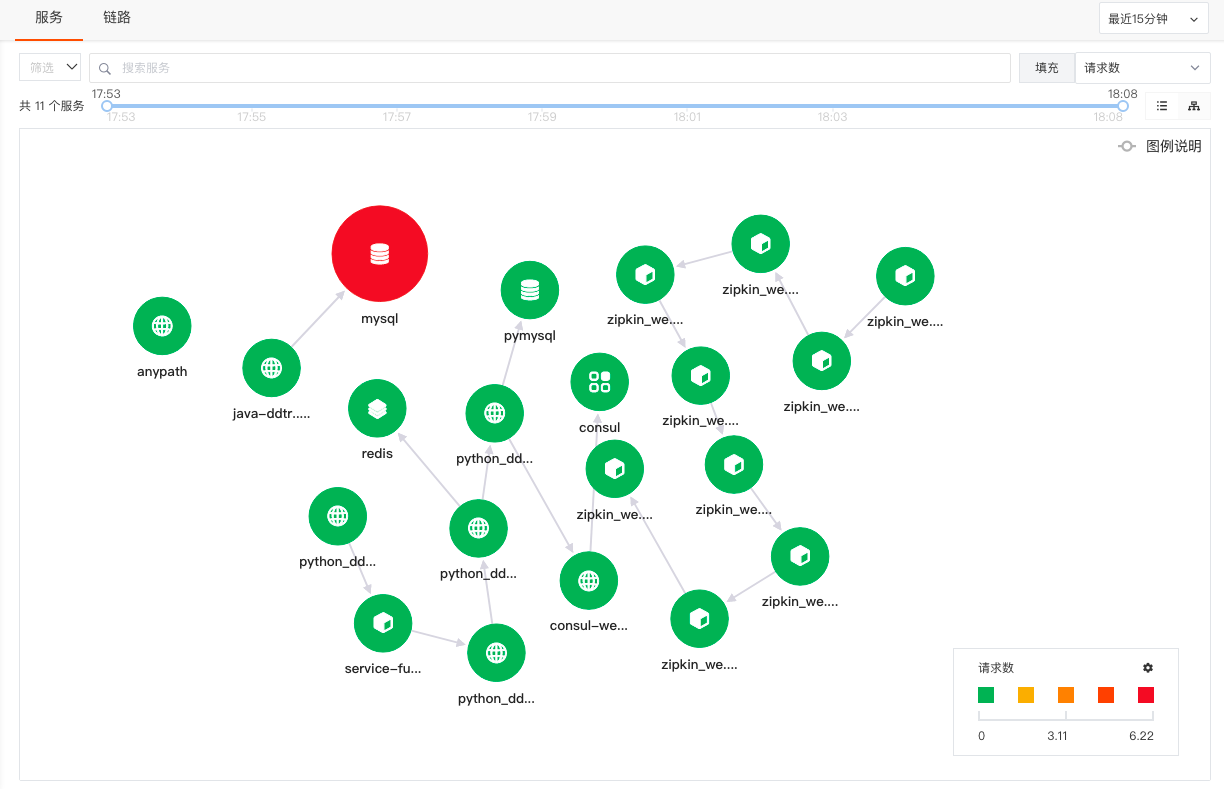 服务 链路 最近15分钟
筛选 搜索服务 填充 请求数
17:53 18:08
共 11 个服务
17:53 17:55 17:57 17:59 18:01 18:03 18:08
图例说明
zipkin_we....
mysql
zipkin_we....
zipkin_we....
pymysql
anypath
zipkin_we....
java-ddtr.....
zipkin_we....
consul
redis
python_dd...
zipkin_we....
zipkin_we....
python_dd...
python_dd...
zipkin_we....
consul-we...
zipkin_we....
service-fu...
python_dd...
请求数
0 3.11 6.22